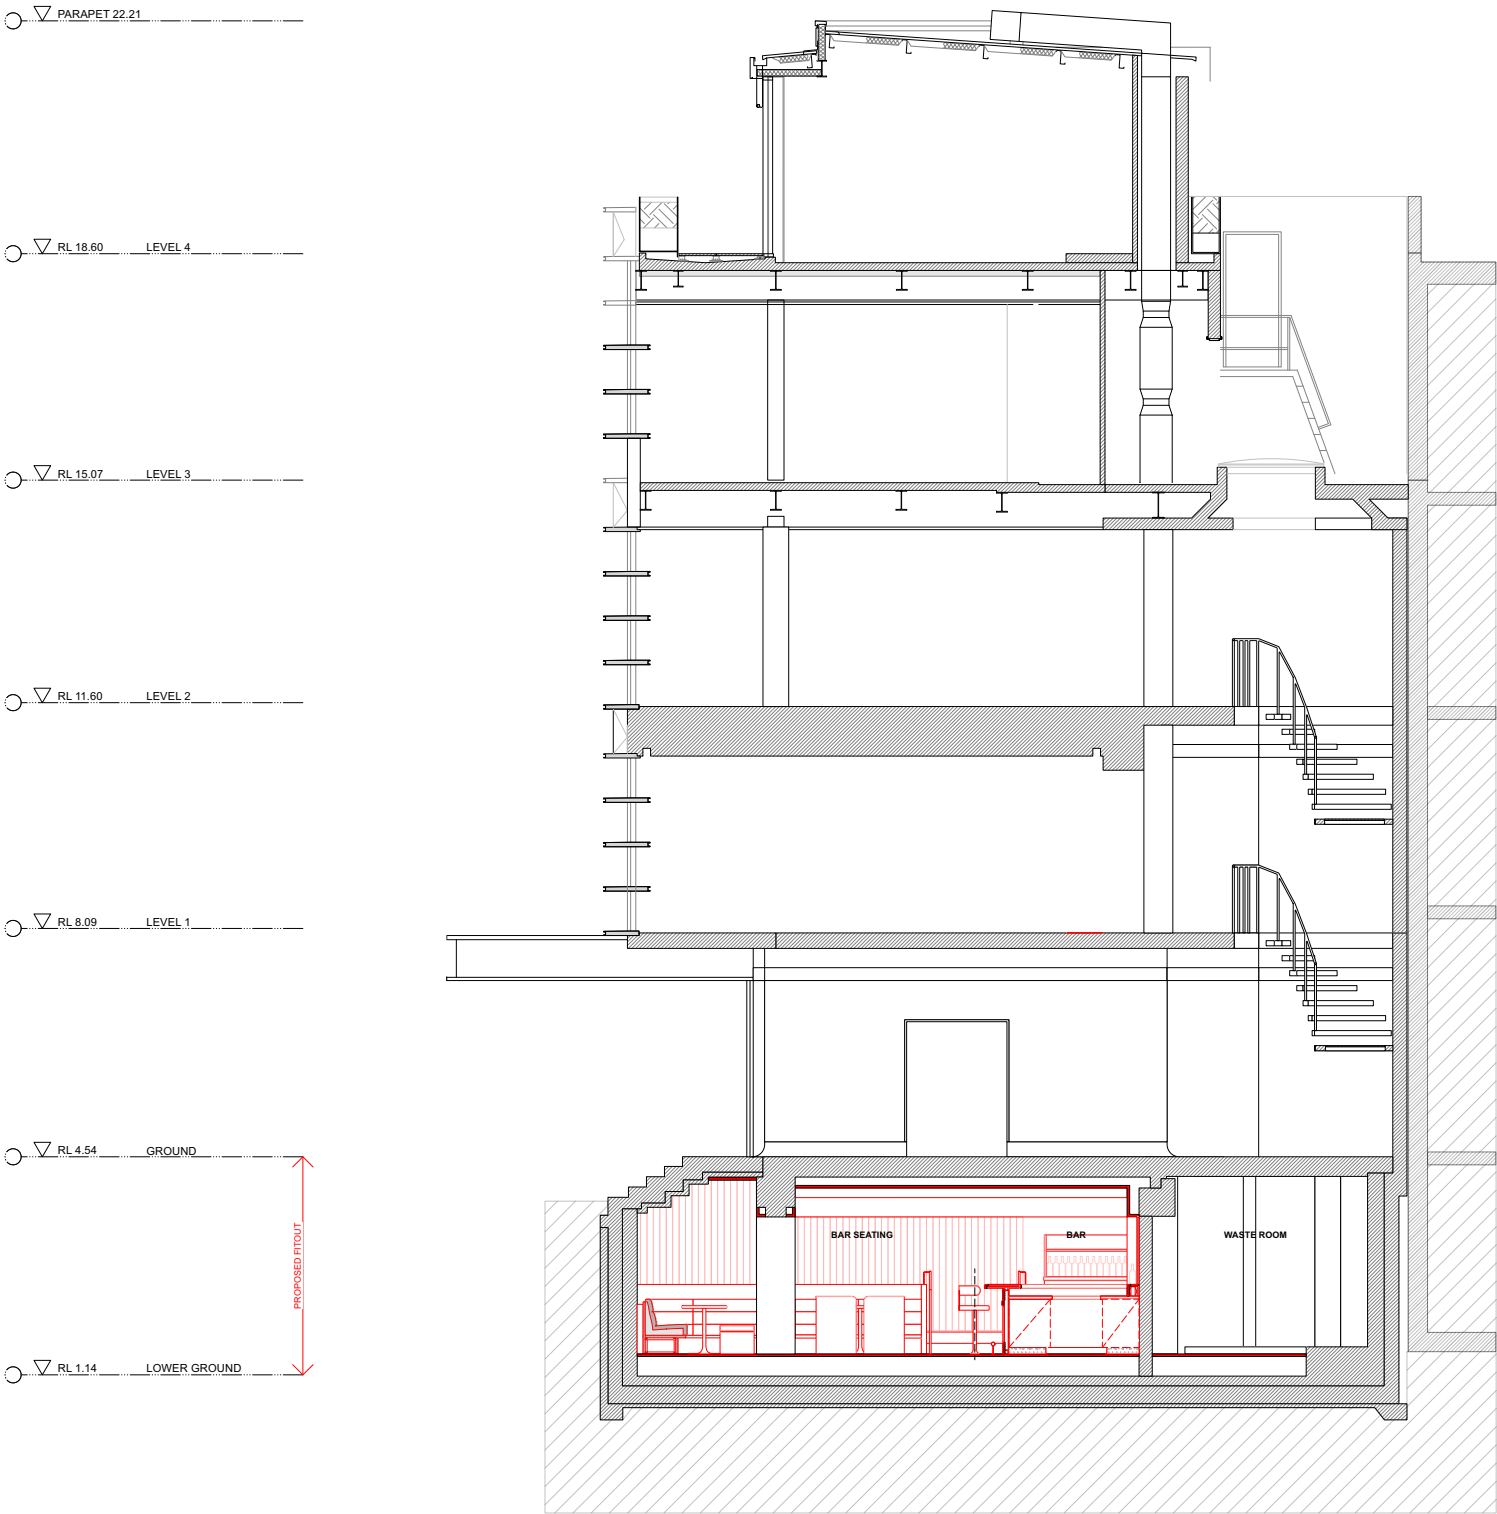 PARAPET 22.21
RL 18.60 LEVEL 4
RL 15.07 LEVEL 3
RL 11.60 LEVEL 2
RL 8.09 LEVEL 1
RL 4.54 GROUND
PROPOSED FITOUT
BAR SEATING BAR WASTE ROOM
RL 1.14 LOWER GROUND